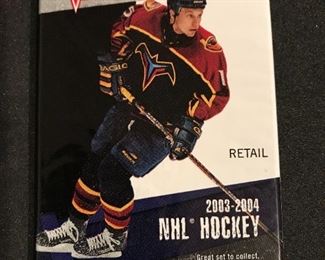 RETAIL
2003-2004
NHL® HOCKEY
Great set to collect.